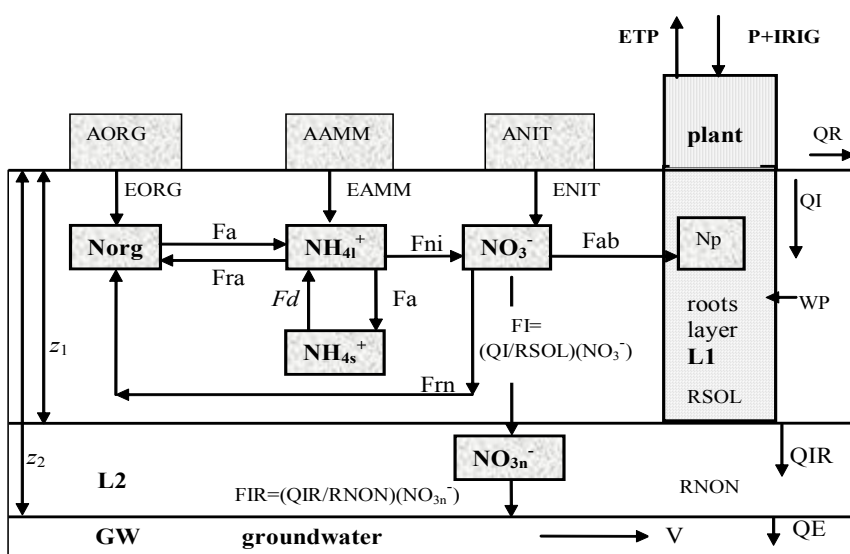 ETP P+IRIG
AORG AAMM ANIT plant QR
EORG EAMM ENIT QI
Norg Fa NH₄ₗ⁺ Fni NO₃⁻ Fab Np
Fra
Fd Fa
WP
NH₄ₛ⁺
FI=
(QI/RSOL)(NO₃⁻)
roots
layer
L1
z₁
Frn
RSOL
z₂
NO₃ₙ⁻
QIR
L2
RNON
FIR=(QIR/RNON)(NO₃ₙ⁻)
GW groundwater V QE